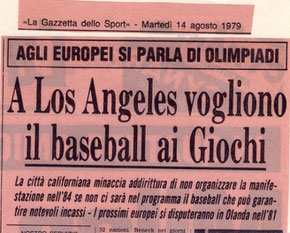 «La Gazzetta dello Sport» - Martedì 14 agosto 1979
AGLI EUROPEI SI PARLA DI OLIMPIADI
A Los Angeles vogliono
il baseball ai Giochi
La città californiana minaccia addirittura di non organizzare la manife-
stazione nell'84 se non ci sarà nel programma il baseball che può garan-
tire notevoli incassi - I prossimi europei si disputeranno in Olanda nell'81